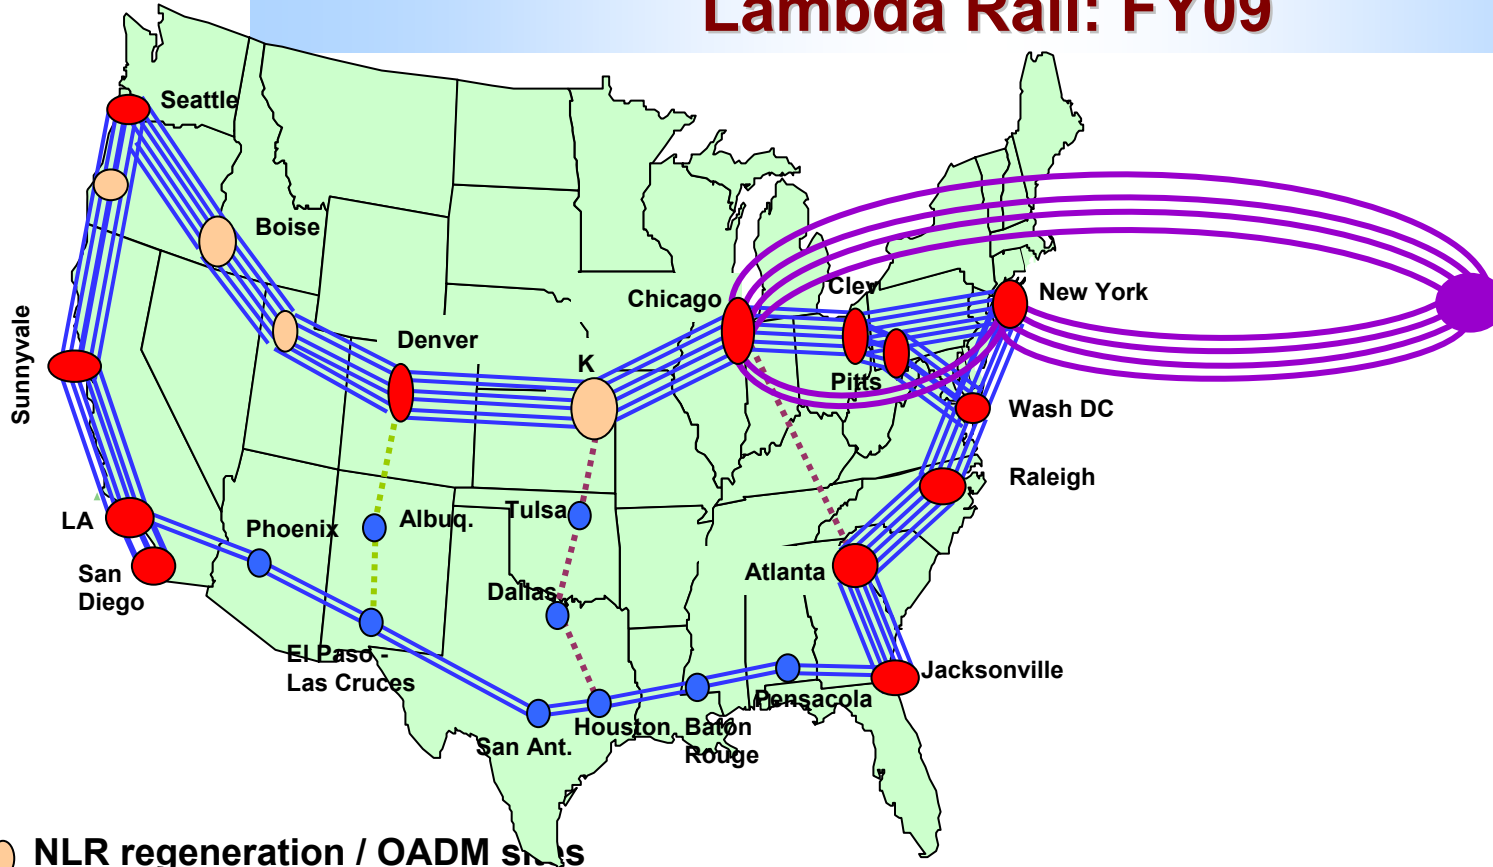 Lambda Rail: FY09
Seattle
Boise
Sunnyvale
Denver
K
Chicago
Clev
Pitts
New York
Wash DC
Raleigh
LA
San
Diego
Phoenix
Albuq.
Tulsa
Dallas
Atlanta
El Paso -
Las Cruces
San Ant.
Houston
Baton
Rouge
Pensacola
Jacksonville
NLR regeneration / OADM sites